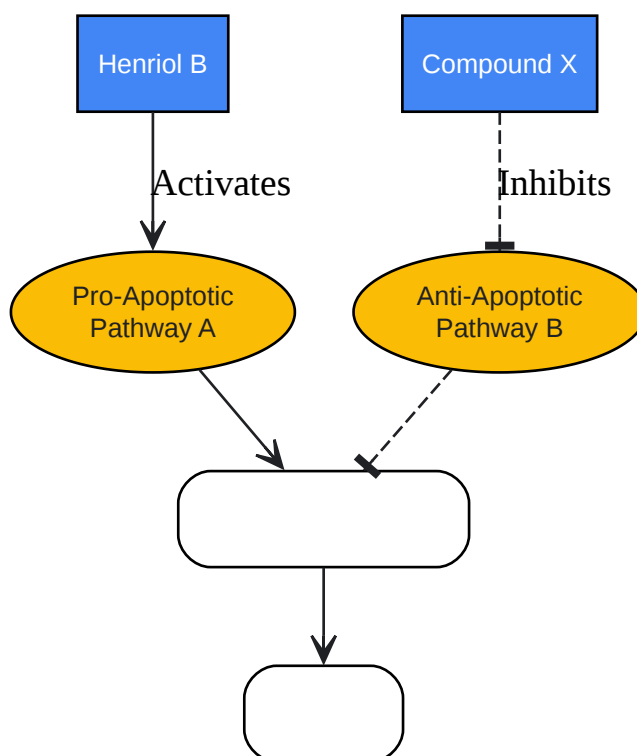 Henriol B
Compound X
Activates
Inhibits
Pro-Apoptotic
Pathway A
Anti-Apoptotic
Pathway B